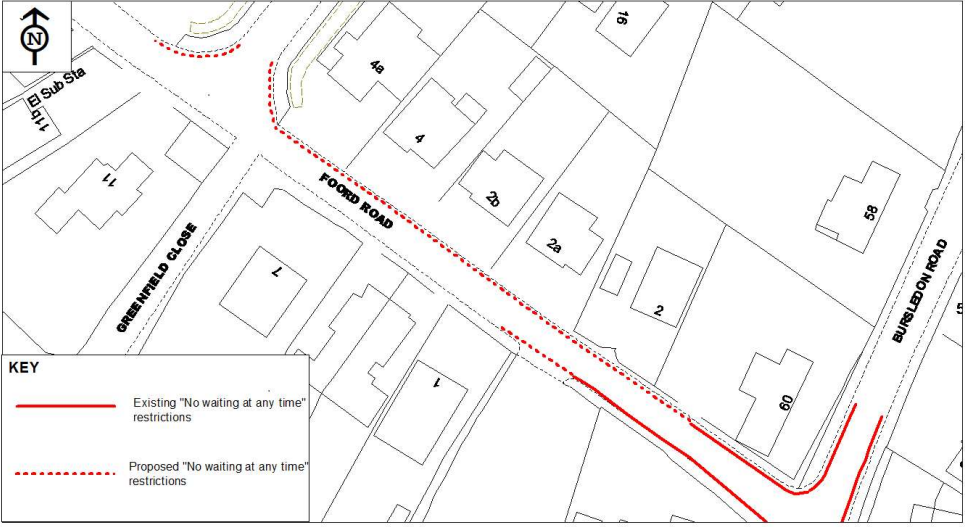 N
El Sub Sta
11b
11
4a
16
4
2b
2a
2
58
60
7
1
FOORD ROAD
GREENFIELD CLOSE
BURSLEDON ROAD
KEY
Existing "No waiting at any time"
restrictions
Proposed "No waiting at any time"
restrictions